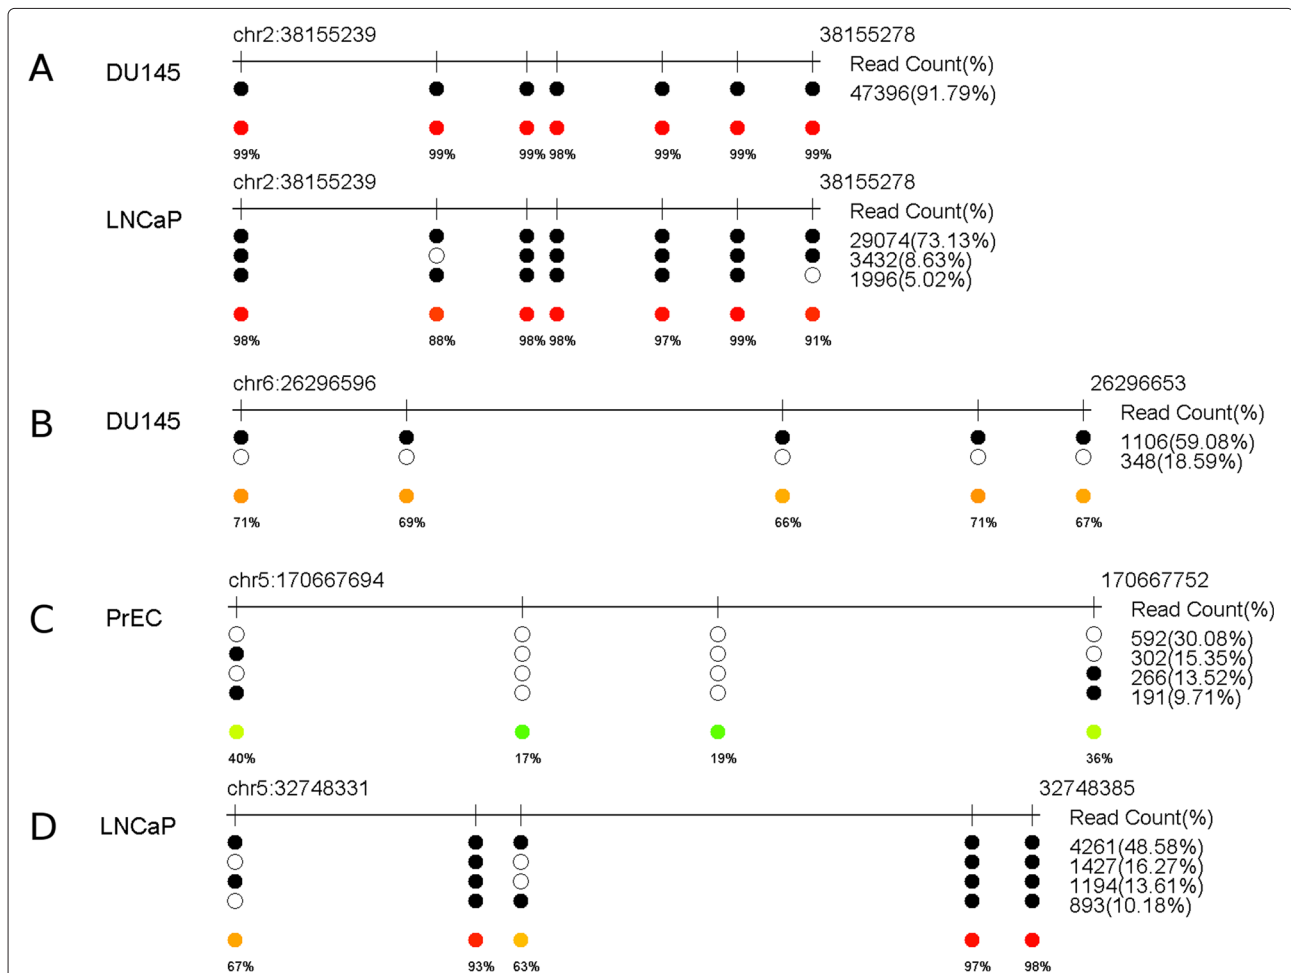 chr2:38155239 38155278
A DU145 Read Count(%)
47396(91.79%)
99% 99% 99% 98% 99% 99% 99%
chr2:38155239 38155278
LNCaP Read Count(%)
29074(73.13%)
3432(8.63%)
1996(5.02%)
98% 88% 98% 98% 97% 99% 91%
chr6:26296596 26296653
B DU145 Read Count(%)
1106(59.08%)
348(18.59%)
71% 69% 66% 71% 67%
chr5:170667694 170667752
C PrEC Read Count(%)
592(30.08%)
302(15.35%)
266(13.52%)
191(9.71%)
40% 17% 19% 36%
chr5:32748331 32748385
D LNCaP Read Count(%)
4261(48.58%)
1427(16.27%)
1194(13.61%)
893(10.18%)
67% 93% 63% 97% 98%